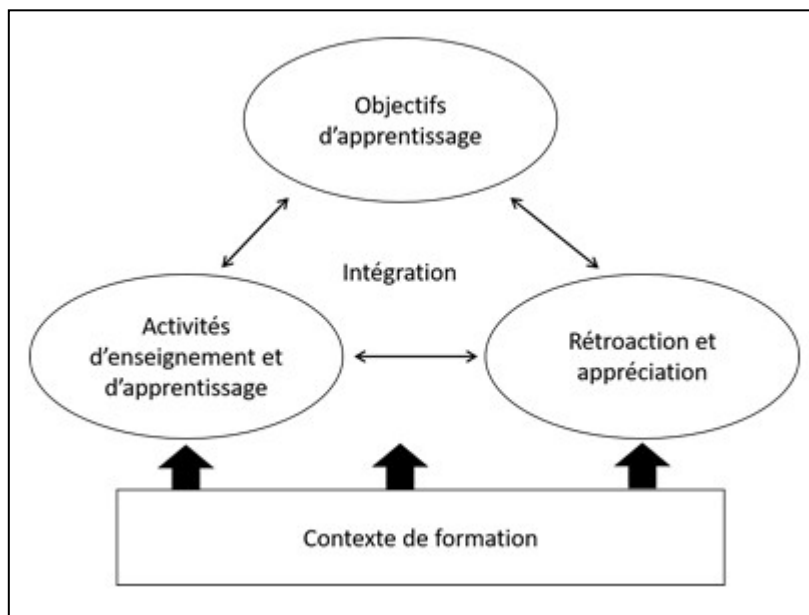 Objectifs
d'apprentissage
Intégration
Activités
d'enseignement et
d'apprentissage
Rétroaction et
appréciation
Contexte de formation